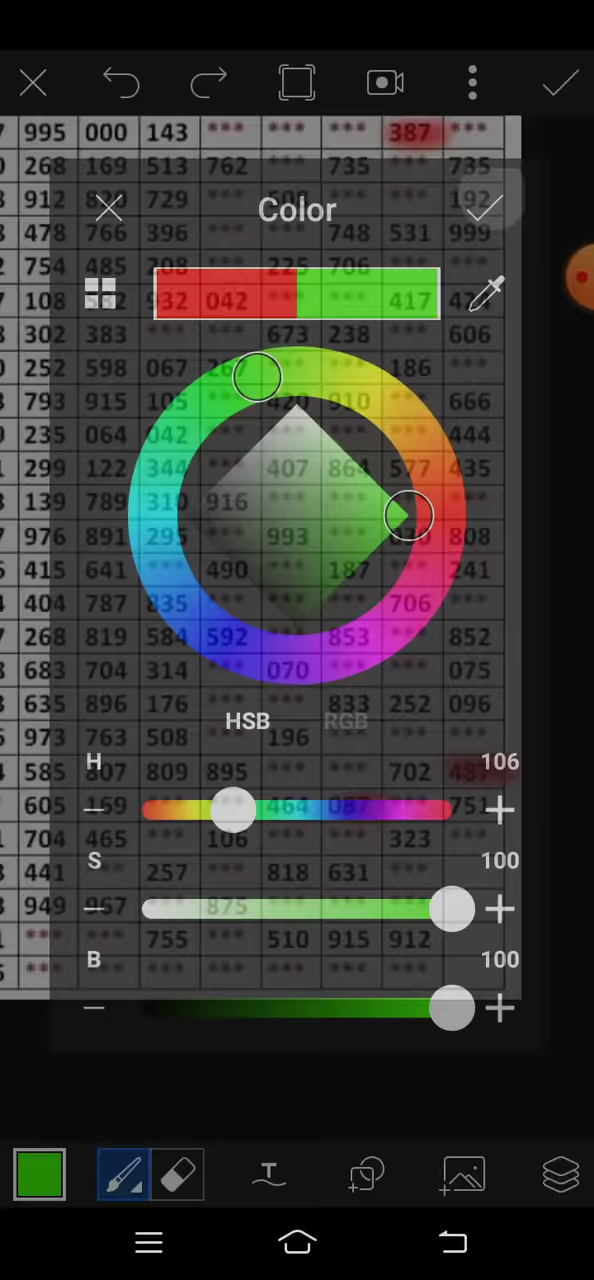 995 000 143 *** *** *** 387 ***
268 169 513 762 *** 735 *** 735
912 820 729 *** 508 *** *** 192
Color
478 766 396 *** *** 748 531 999
754 485 208 *** 225 706 *** ***
108 582 932 042 *** *** 417
302 383 *** *** 673 238 *** 606
252 598 067 267 *** *** 186 ***
793 915 105 *** 420 910 *** 666
235 064 042 *** *** *** *** 444
299 122 344 *** 407 864 577 435
139 789 310 916 *** *** *** ***
976 891 295 *** 993 *** 808
415 641 *** 490 *** 187 *** 241
404 787 835 *** *** *** 706 ***
268 819 584 592 *** 853 *** 852
683 704 314 *** 070 *** *** 075
635 896 176 *** *** 833 252 096
HSB RGB
973 763 508 *** 196 *** *** ***
H 106
585 807 809 895 *** *** 702 487
605 169 *** *** 464 087 *** 751
704 465 *** 106 *** *** 323 ***
S 100
441 *** 257 *** 818 631 *** ***
949 967 *** 875 *** *** *** ***
*** *** 755 *** 510 915 912
B 100
*** *** *** *** *** *** *** ***
T